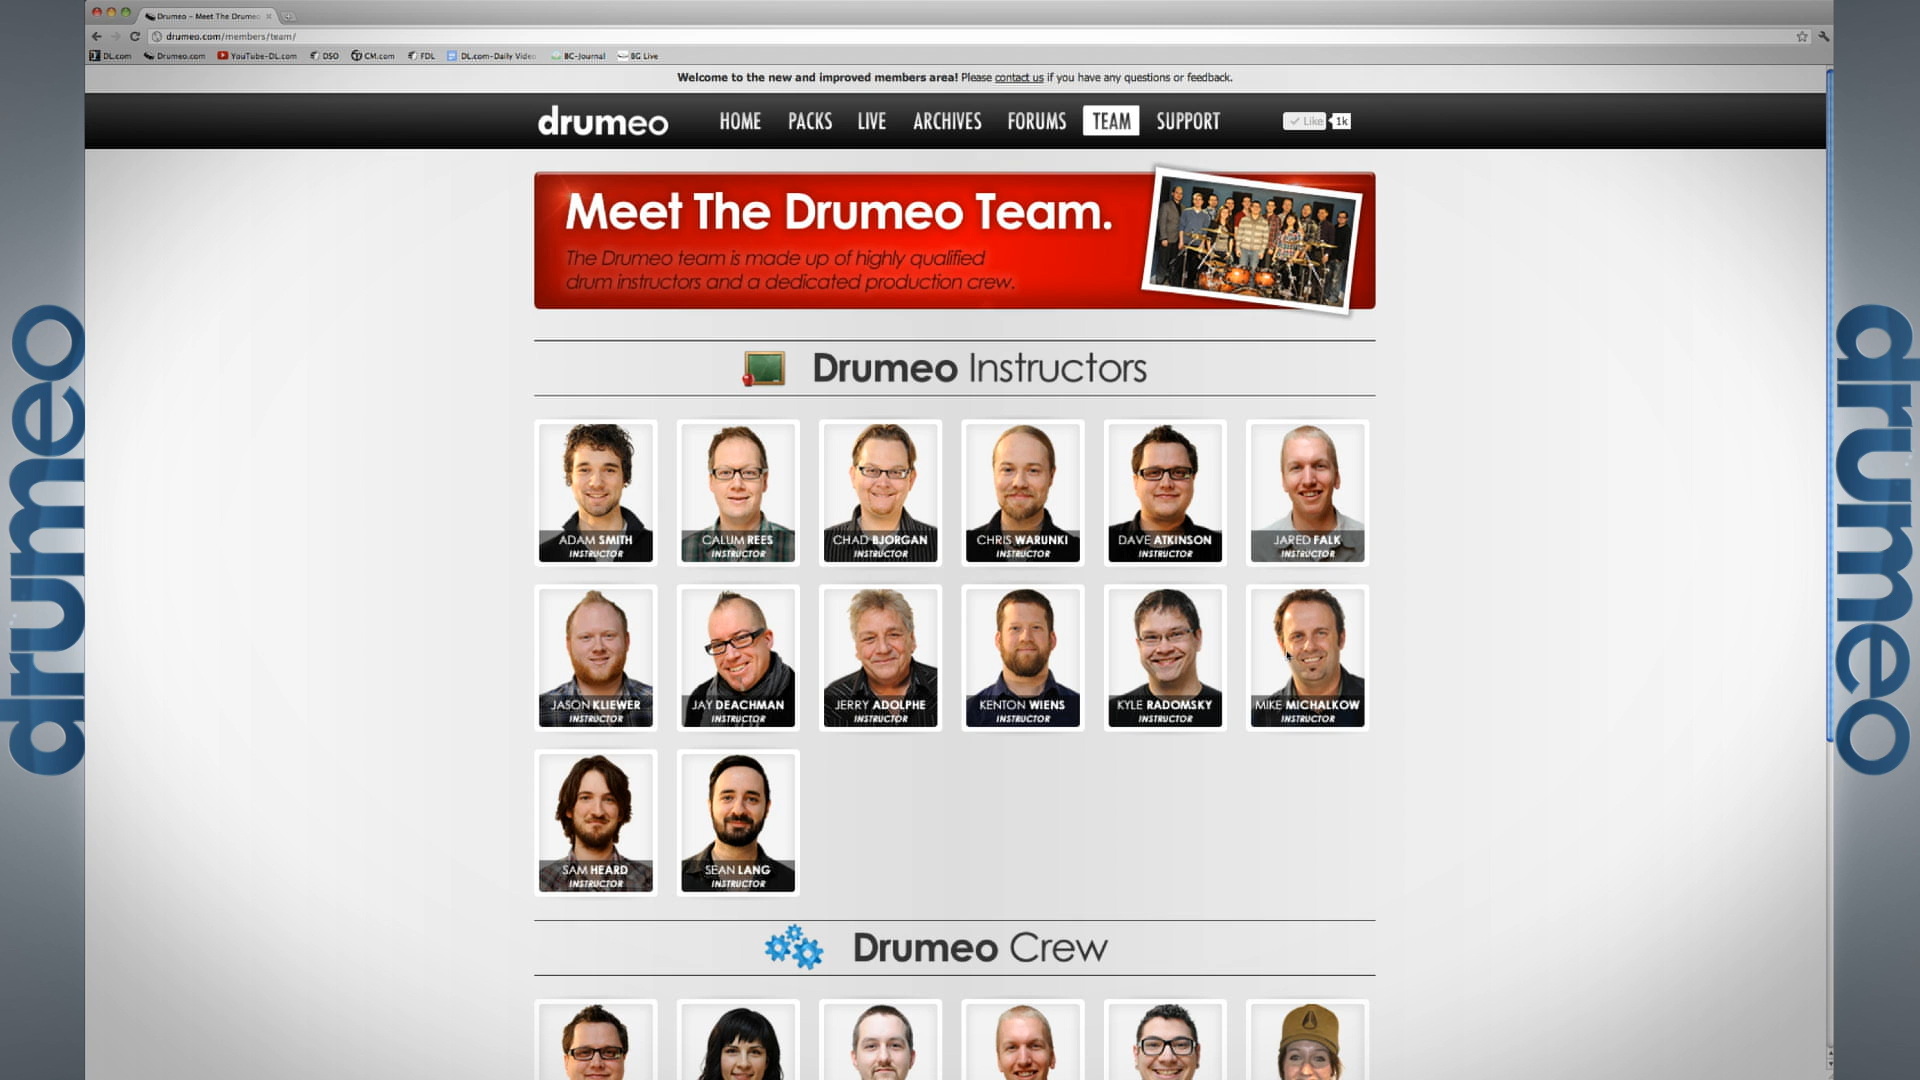 Drumeo – Meet The Drumeo
drumeo.com/members/team/
DL.com Drumeo.com YouTube-DL.com DSO CM.com FDL DL.com-Daily Video BC-Journal BG Live
Welcome to the new and improved members area! Please contact us if you have any questions or feedback.
drumeo HOME PACKS LIVE ARCHIVES FORUMS TEAM SUPPORT Like 1k
Meet The Drumeo Team.
The Drumeo team is made up of highly qualified
drum instructors and a dedicated production crew.
drumeo
drumeo
Drumeo Instructors
ADAM SMITH
INSTRUCTOR
CALUM REES
INSTRUCTOR
CHAD BJORGAN
INSTRUCTOR
CHRIS WARUNKI
INSTRUCTOR
DAVE ATKINSON
INSTRUCTOR
JARED FALK
INSTRUCTOR
JASON KLIEWER
INSTRUCTOR
JAY DEACHMAN
INSTRUCTOR
JERRY ADOLPHE
INSTRUCTOR
KENTON WIENS
INSTRUCTOR
KYLE RADOMSKY
INSTRUCTOR
MIKE MICHALKOW
INSTRUCTOR
SAM HEARD
INSTRUCTOR
SEAN LANG
INSTRUCTOR
Drumeo Crew